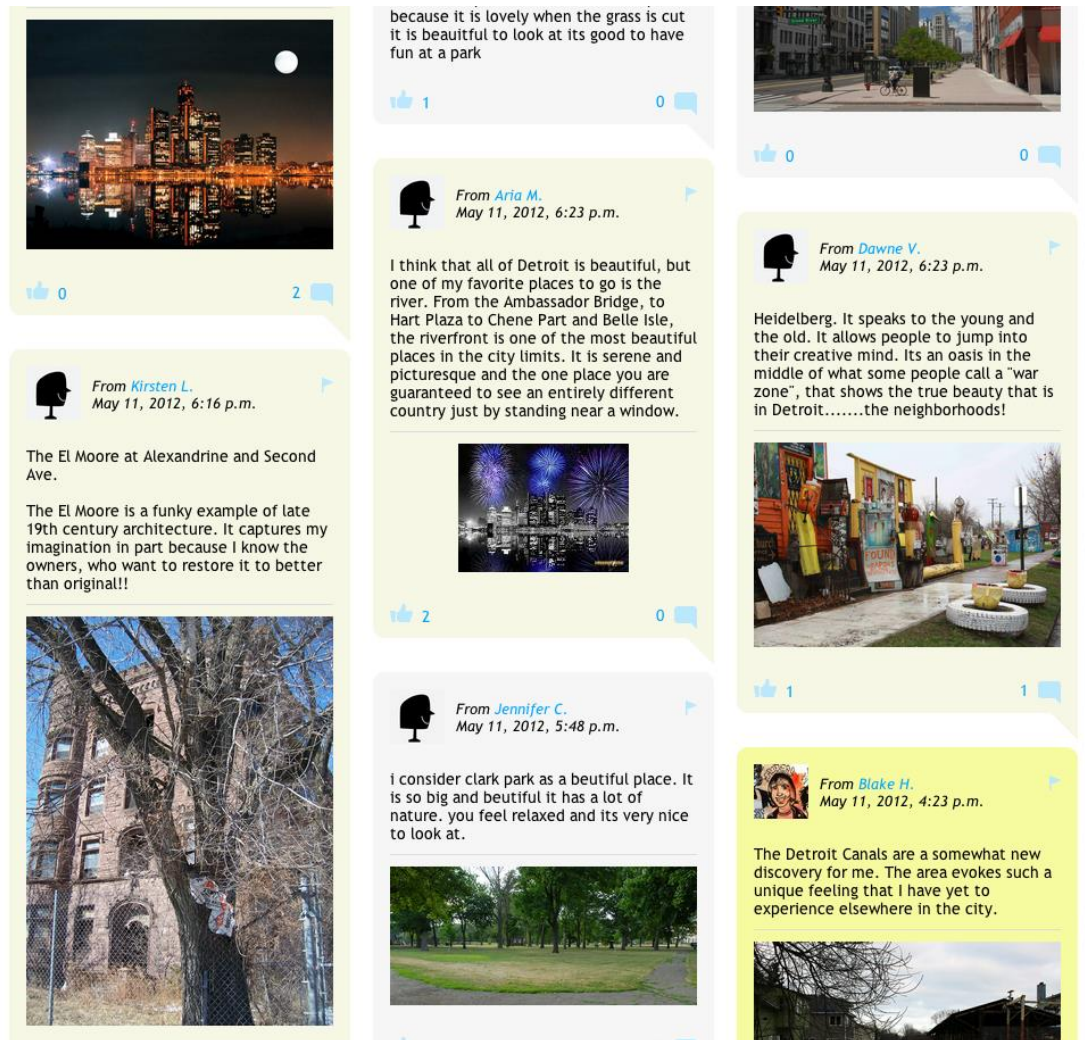 0
2
From Kirsten L.
May 11, 2012, 6:16 p.m.
The El Moore at Alexandrine and Second
Ave.
The El Moore is a funky example of late
19th century architecture. It captures my
imagination in part because I know the
owners, who want to restore it to better
than original!!
because it is lovely when the grass is cut
it is beauitful to look at its good to have
fun at a park
1
0
From Aria M.
May 11, 2012, 6:23 p.m.
I think that all of Detroit is beautiful, but
one of my favorite places to go is the
river. From the Ambassador Bridge, to
Hart Plaza to Chene Part and Belle Isle,
the riverfront is one of the most beautiful
places in the city limits. It is serene and
picturesque and the one place you are
guaranteed to see an entirely different
country just by standing near a window.
2
0
From Jennifer C.
May 11, 2012, 5:48 p.m.
i consider clark park as a beutiful place. It
is so big and beutiful it has a lot of
nature. you feel relaxed and its very nice
to look at.
0
0
From Dawne V.
May 11, 2012, 6:23 p.m.
Heidelberg. It speaks to the young and
the old. It allows people to jump into
their creative mind. Its an oasis in the
middle of what some people call a "war
zone", that shows the true beauty that is
in Detroit.......the neighborhoods!
FOUND
1
1
From Blake H.
May 11, 2012, 4:23 p.m.
The Detroit Canals are a somewhat new
discovery for me. The area evokes such a
unique feeling that I have yet to
experience elsewhere in the city.